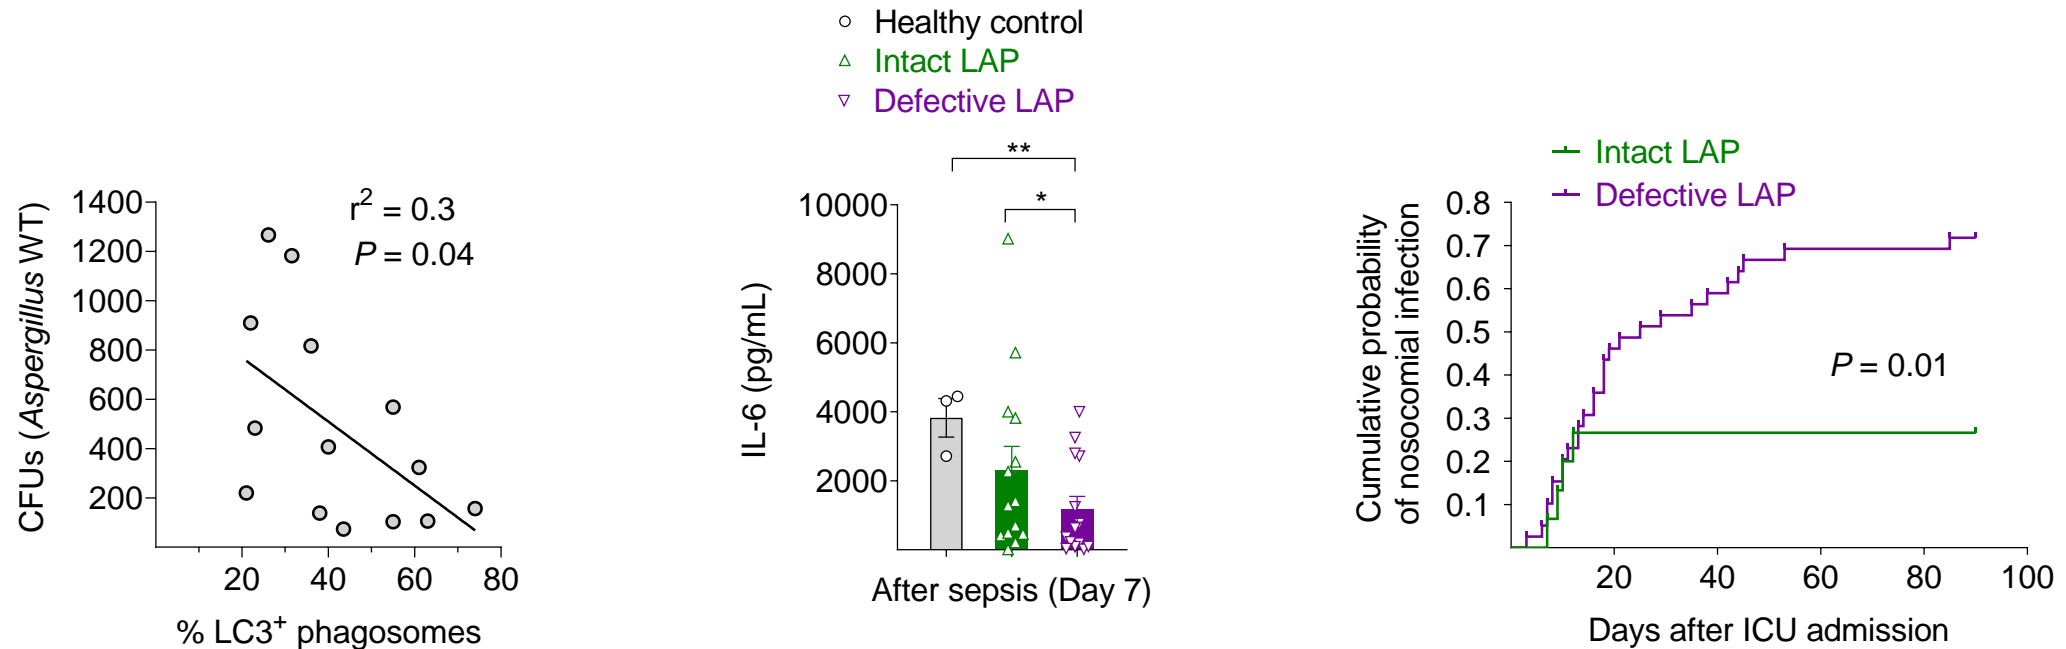 CFUs (Aspergillus WT)
1400
1200
1000
800
600
400
200
r² = 0.3
P = 0.04
20 40 60 80
% LC3⁺ phagosomes
Healthy control
Intact LAP
Defective LAP
**
*
IL-6 (pg/mL)
10000
8000
6000
4000
2000
After sepsis (Day 7)
Intact LAP
Defective LAP
Cumulative probability
of nosocomial infection
0.8
0.7
0.6
0.5
0.4
0.3
0.2
0.1
P = 0.01
20 40 60 80 100
Days after ICU admission